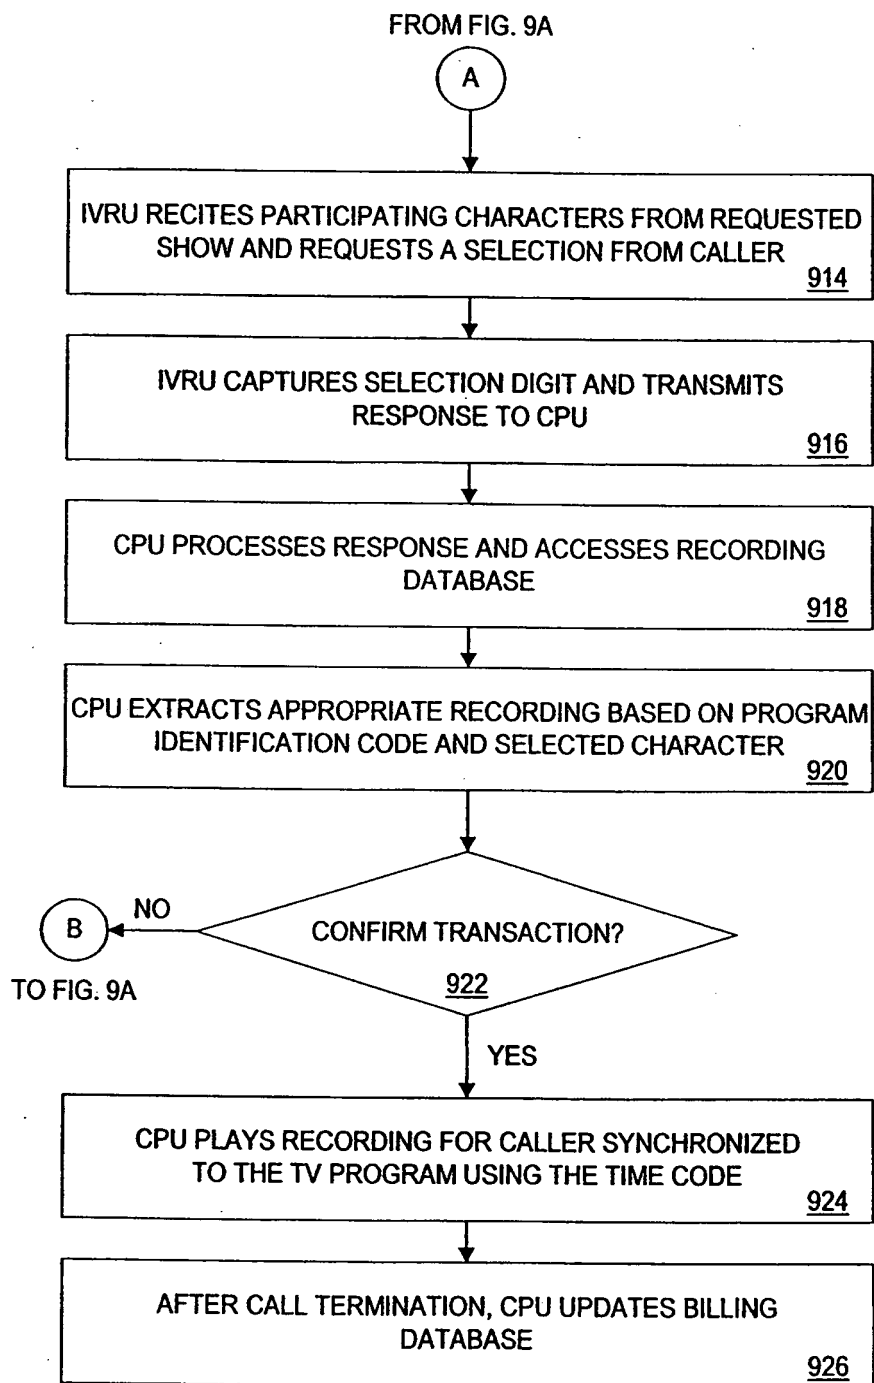 FROM FIG. 9A
A
IVRU RECITES PARTICIPATING CHARACTERS FROM REQUESTED
SHOW AND REQUESTS A SELECTION FROM CALLER
914
IVRU CAPTURES SELECTION DIGIT AND TRANSMITS
RESPONSE TO CPU
916
CPU PROCESSES RESPONSE AND ACCESSES RECORDING
DATABASE
918
CPU EXTRACTS APPROPRIATE RECORDING BASED ON PROGRAM
IDENTIFICATION CODE AND SELECTED CHARACTER
920
B
NO
CONFIRM TRANSACTION?
TO FIG. 9A
922
YES
CPU PLAYS RECORDING FOR CALLER SYNCHRONIZED
TO THE TV PROGRAM USING THE TIME CODE
924
AFTER CALL TERMINATION, CPU UPDATES BILLING
DATABASE
926